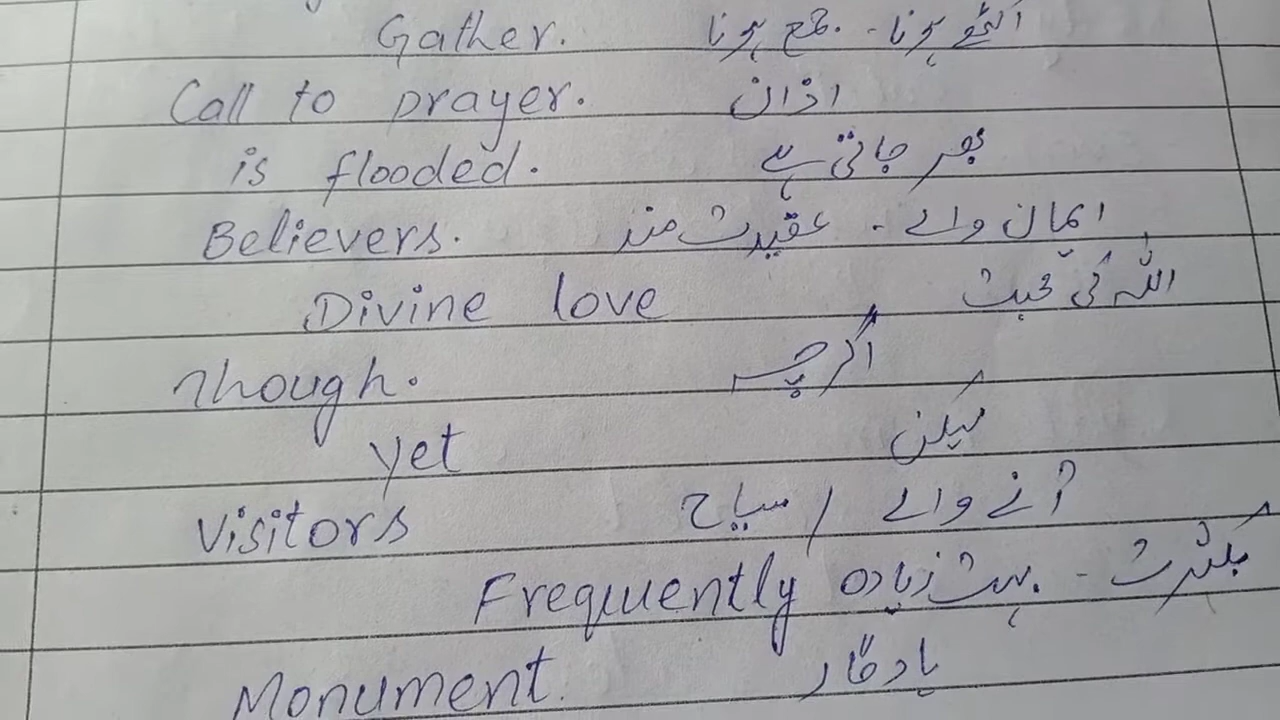 Gather. اکٹھے ہونا - جمع ہونا
Call to prayer. اذان
is flooded. بھر جاتی ہے
Believers. ایمان والے - عقیدت مند
Divine love اللہ کی محبت
Though. اگرچہ
yet لیکن
Visitors آنے والے / سیاح
Frequently بکثرت - بہت زیادہ
Monument. یادگار